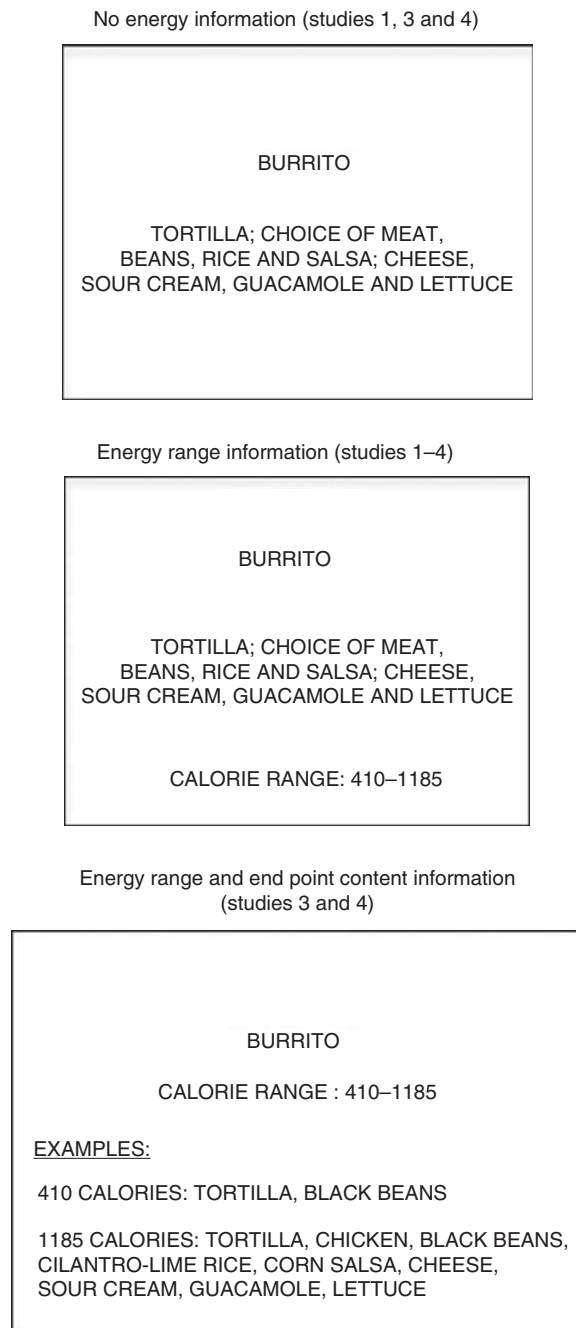 No energy information (studies 1, 3 and 4)
BURRITO
TORTILLA; CHOICE OF MEAT,
BEANS, RICE AND SALSA; CHEESE,
SOUR CREAM, GUACAMOLE AND LETTUCE
Energy range information (studies 1–4)
BURRITO
TORTILLA; CHOICE OF MEAT,
BEANS, RICE AND SALSA; CHEESE,
SOUR CREAM, GUACAMOLE AND LETTUCE
CALORIE RANGE: 410–1185
Energy range and end point content information
(studies 3 and 4)
BURRITO
CALORIE RANGE : 410–1185
EXAMPLES:
410 CALORIES: TORTILLA, BLACK BEANS
1185 CALORIES: TORTILLA, CHICKEN, BLACK BEANS,
CILANTRO-LIME RICE, CORN SALSA, CHEESE,
SOUR CREAM, GUACAMOLE, LETTUCE